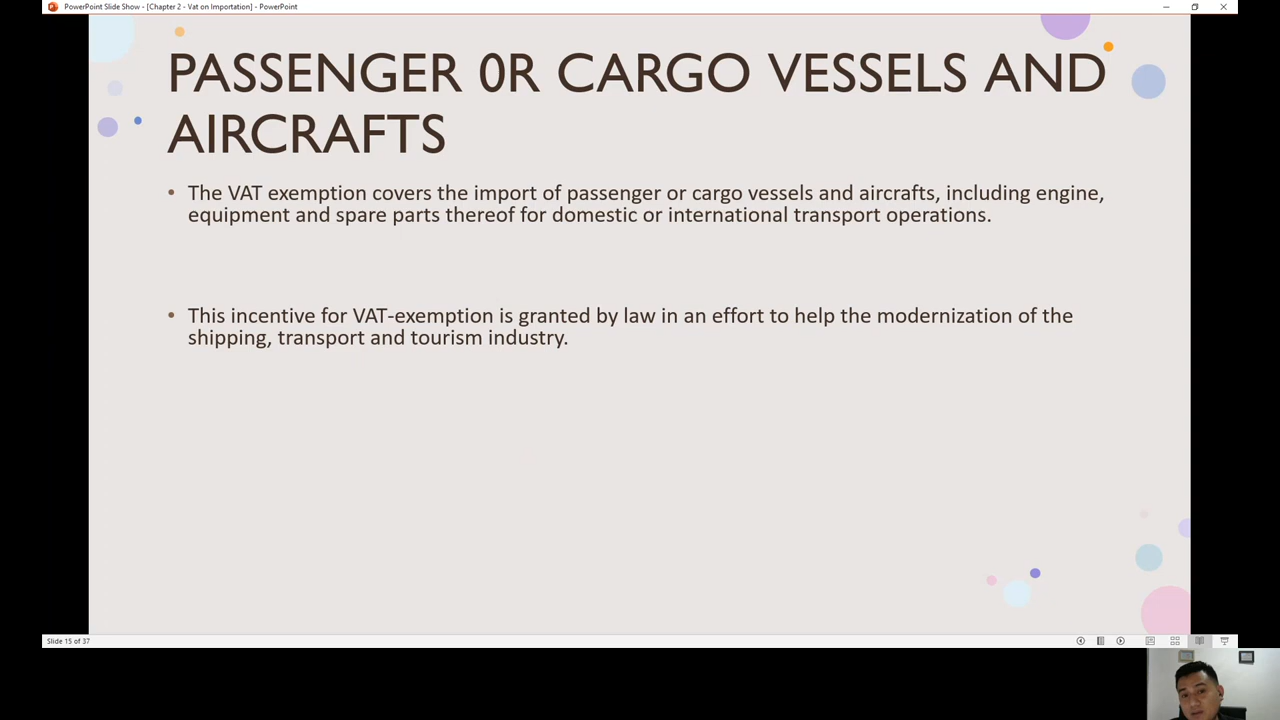 PowerPoint Slide Show - [Chapter 2 - Vat on Importation] - PowerPoint
PASSENGER 0R CARGO VESSELS AND
AIRCRAFTS
• The VAT exemption covers the import of passenger or cargo vessels and aircrafts, including engine,
equipment and spare parts thereof for domestic or international transport operations.
• This incentive for VAT-exemption is granted by law in an effort to help the modernization of the
shipping, transport and tourism industry.
Slide 15 of 37